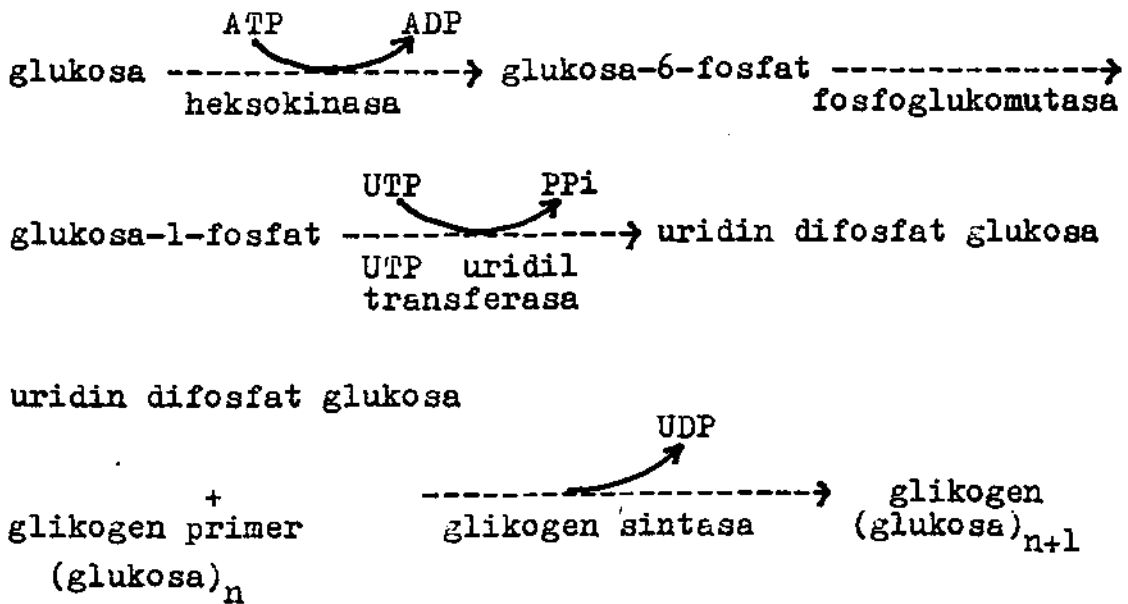 ATP ADP
glukosa -----------------> glukosa-6-fosfat ----------------->
heksokinasa fosfoglukomutasa
UTP PPi
glukosa-1-fosfat -----------------> uridin difosfat glukosa
UTP uridil
transferasa
uridin difosfat glukosa
UDP
+ -----------------> glikogen
glikogen primer glikogen sintasa (glukosa)n+1
(glukosa)n